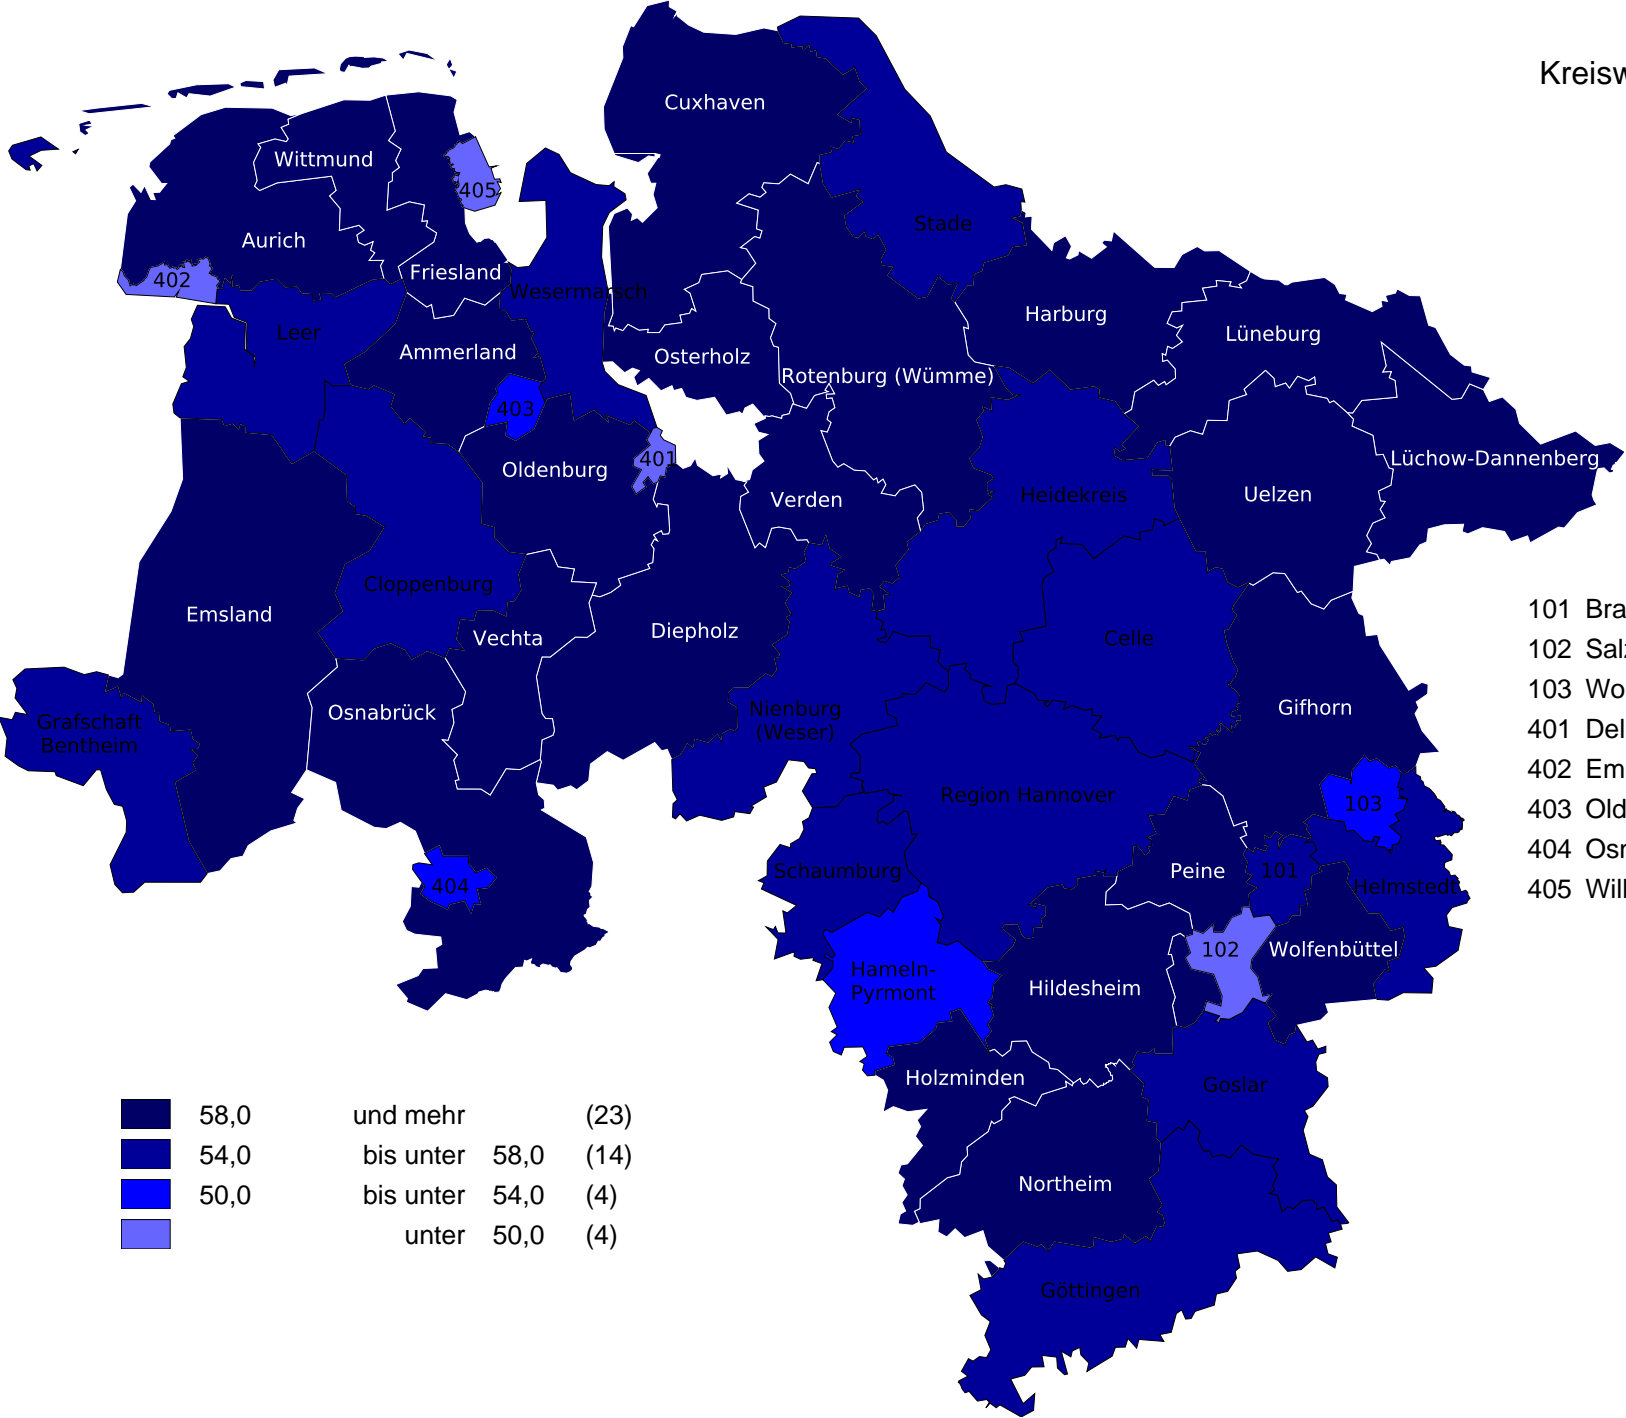 Kreisw
Cuxhaven
Wittmund
405
Stade
Aurich
Friesland
402
Wesermarsch
Harburg
Leer
Lüneburg
Ammerland
Osterholz
Rotenburg (Wümme)
403
401
Lüchow-Dannenberg
Oldenburg
Verden
Heidekreis
Uelzen
Cloppenburg
Emsland
Vechta
Diepholz
Celle
Grafschaft
Bentheim
Osnabrück
Nienburg
(Weser)
Gifhorn
Region Hannover
103
Schaumburg
Peine
101
Helmstedt
404
102
Wolfenbüttel
Hameln-
Pyrmont
Hildesheim
Holzminden
Goslar
Northeim
Göttingen
101 Bra
102 Salz
103 Wo
401 Del
402 Em
403 Old
404 Osn
405 Will
58,0 und mehr (23)
54,0 bis unter 58,0 (14)
50,0 bis unter 54,0 (4)
unter 50,0 (4)